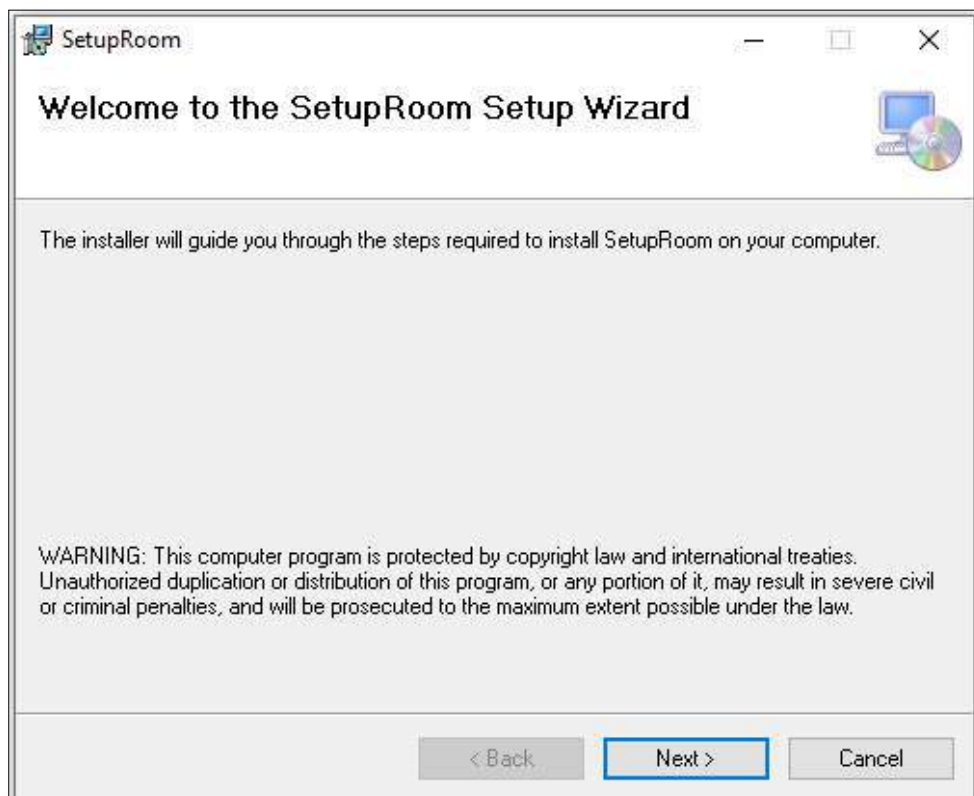 SetupRoom
Welcome to the SetupRoom Setup Wizard
The installer will guide you through the steps required to install SetupRoom on your computer.
WARNING: This computer program is protected by copyright law and international treaties.
Unauthorized duplication or distribution of this program, or any portion of it, may result in severe civil
or criminal penalties, and will be prosecuted to the maximum extent possible under the law.
< Back Next > Cancel